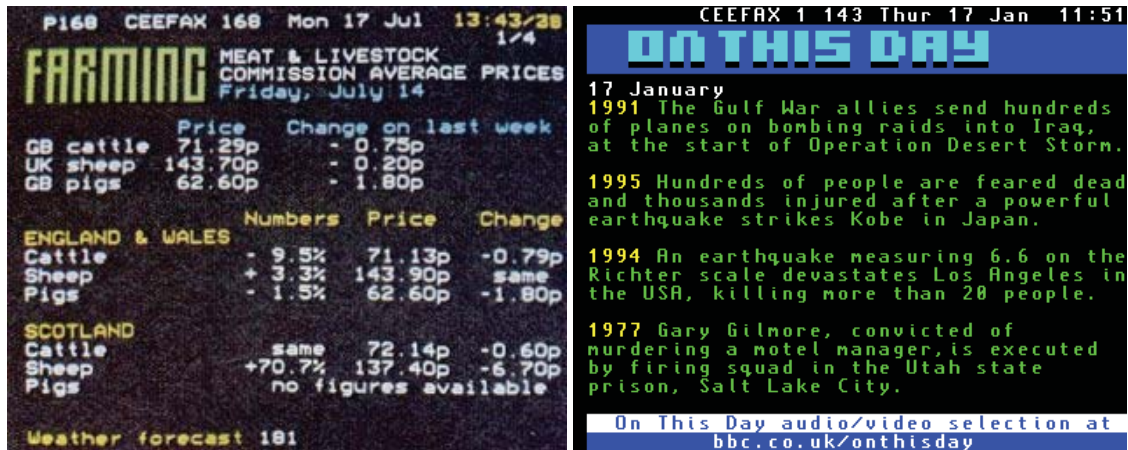 P168 CEEFAX 168 Mon 17 Jul 13:43/38
1/4
FARMING
MEAT & LIVESTOCK
COMMISSION AVERAGE PRICES
Friday, July 14
Price Change on last week
GB cattle 71.29p - 0.75p
UK sheep 143.70p - 0.20p
GB pigs 62.60p - 1.80p
Numbers Price Change
ENGLAND & WALES
Cattle - 9.5% 71.13p -0.79p
Sheep + 3.3% 143.90p same
Pigs - 1.5% 62.60p -1.80p
SCOTLAND
Cattle same 72.14p -0.60p
Sheep +70.7% 137.40p -6.70p
Pigs no figures available
Weather forecast 181
CEEFAX 1 143 Thur 17 Jan 11:51
ON THIS DAY
17 January
1991 The Gulf War allies send hundreds
of planes on bombing raids into Iraq,
at the start of Operation Desert Storm.
1995 Hundreds of people are feared dead
and thousands injured after a powerful
earthquake strikes Kobe in Japan.
1994 An earthquake measuring 6.6 on the
Richter scale devastates Los Angeles in
the USA, killing more than 20 people.
1977 Gary Gilmore, convicted of
murdering a motel manager,is executed
by firing squad in the Utah state
prison, Salt Lake City.
On This Day audio/video selection at
bbc.co.uk/onthisday